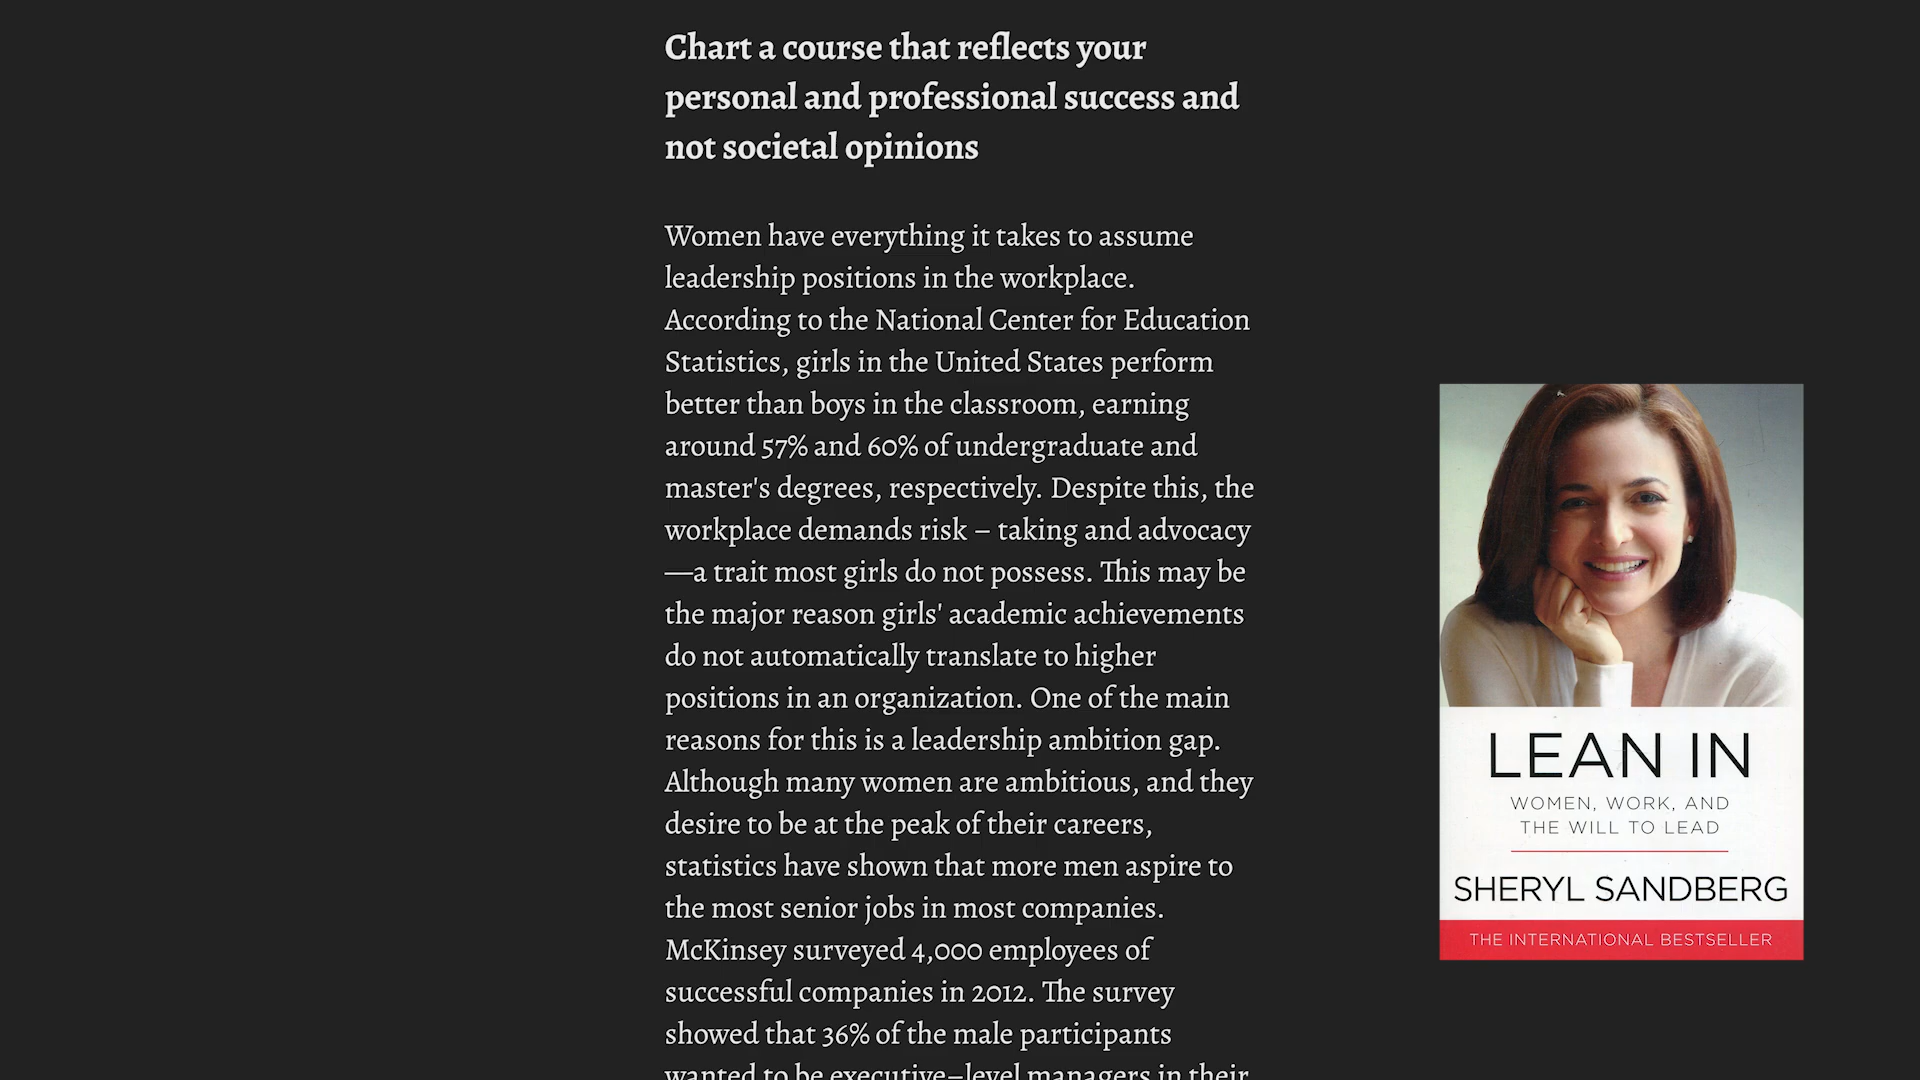 Chart a course that reflects your
personal and professional success and
not societal opinions
Women have everything it takes to assume
leadership positions in the workplace.
According to the National Center for Education
Statistics, girls in the United States perform
better than boys in the classroom, earning
around 57% and 60% of undergraduate and
master's degrees, respectively. Despite this, the
workplace demands risk – taking and advocacy
—a trait most girls do not possess. This may be
the major reason girls' academic achievements
do not automatically translate to higher
positions in an organization. One of the main
reasons for this is a leadership ambition gap.
Although many women are ambitious, and they
desire to be at the peak of their careers,
statistics have shown that more men aspire to
the most senior jobs in most companies.
McKinsey surveyed 4,000 employees of
successful companies in 2012. The survey
showed that 36% of the male participants
wanted to be executive–level managers in their
LEAN IN
WOMEN, WORK, AND
THE WILL TO LEAD
SHERYL SANDBERG
THE INTERNATIONAL BESTSELLER